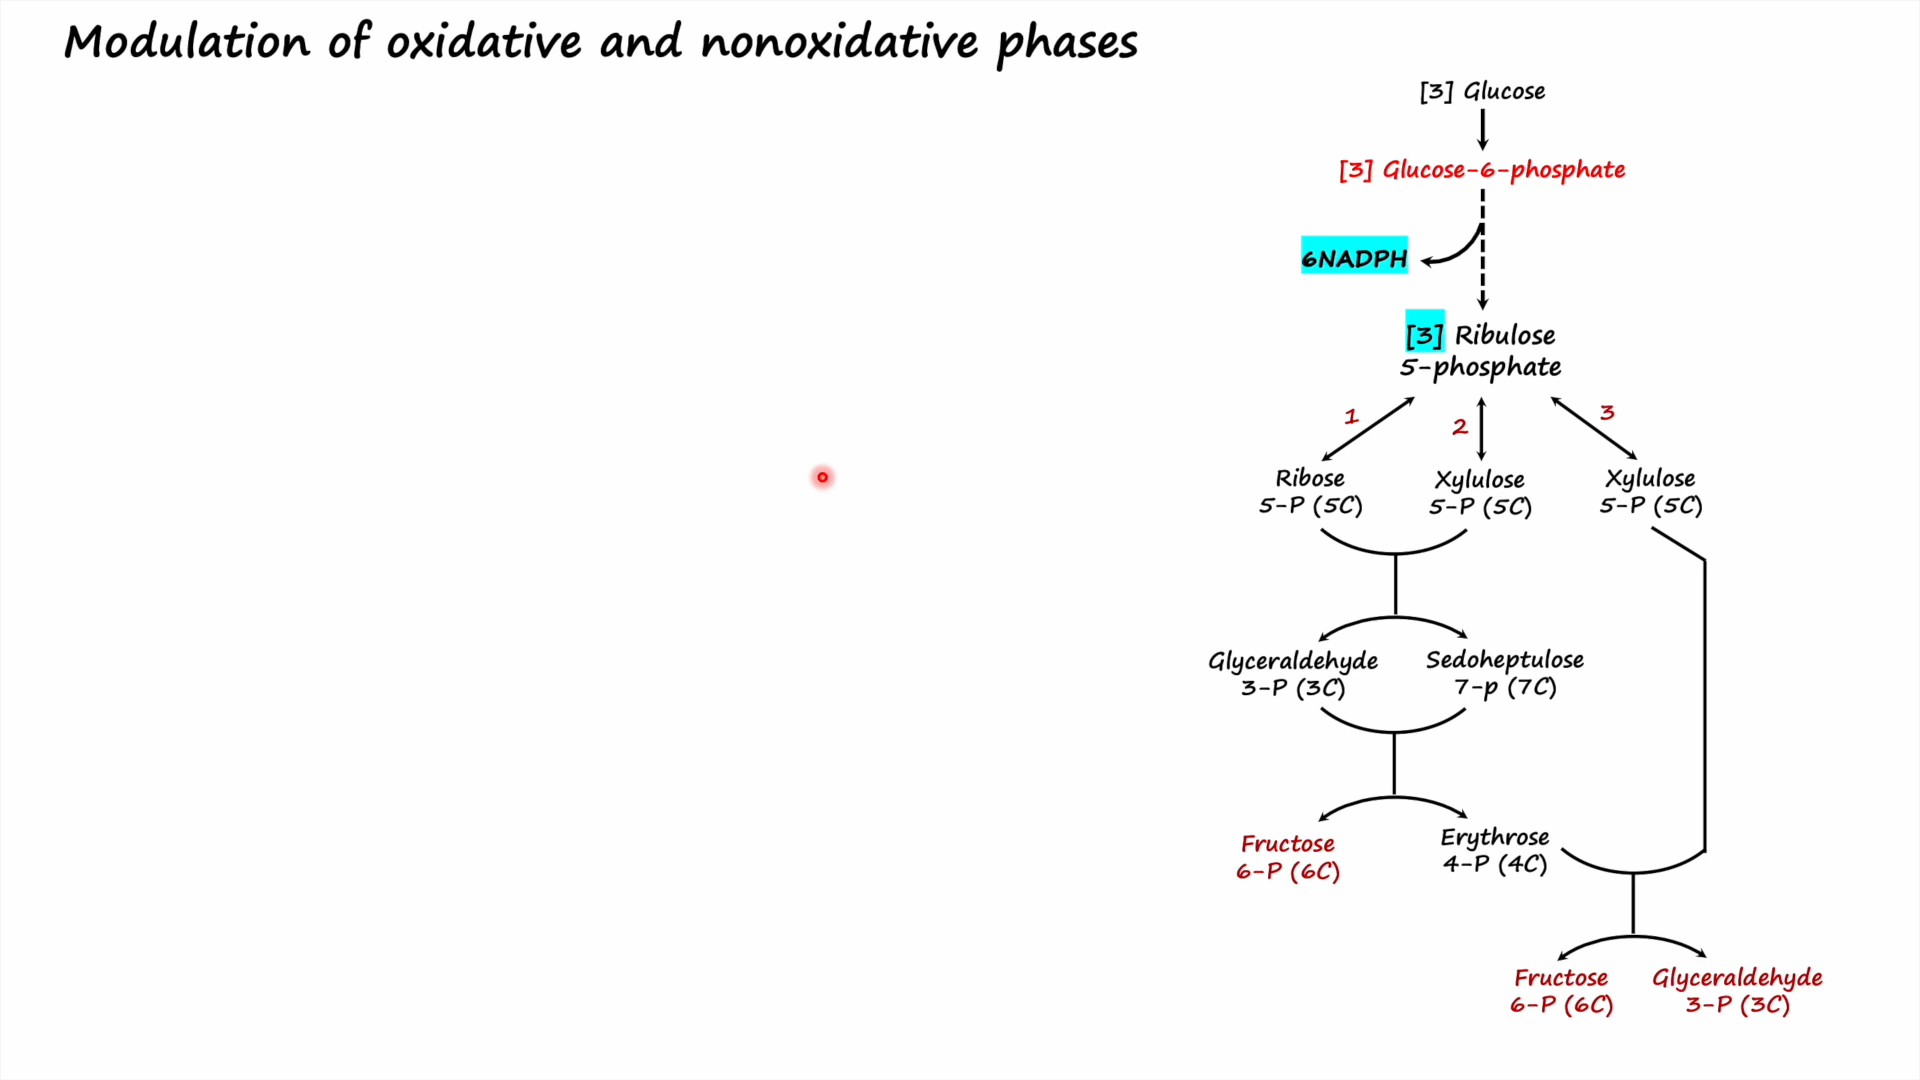 Modulation of oxidative and nonoxidative phases
[3] Glucose
[3] Glucose-6-phosphate
6NADPH
[3] Ribulose
5-phosphate
1
2
3
Ribose
5-P (5C)
Xylulose
5-P (5C)
Xylulose
5-P (5C)
Glyceraldehyde
3-P (3C)
Sedoheptulose
7-p (7C)
Fructose
6-P (6C)
Erythrose
4-P (4C)
Fructose
6-P (6C)
Glyceraldehyde
3-P (3C)